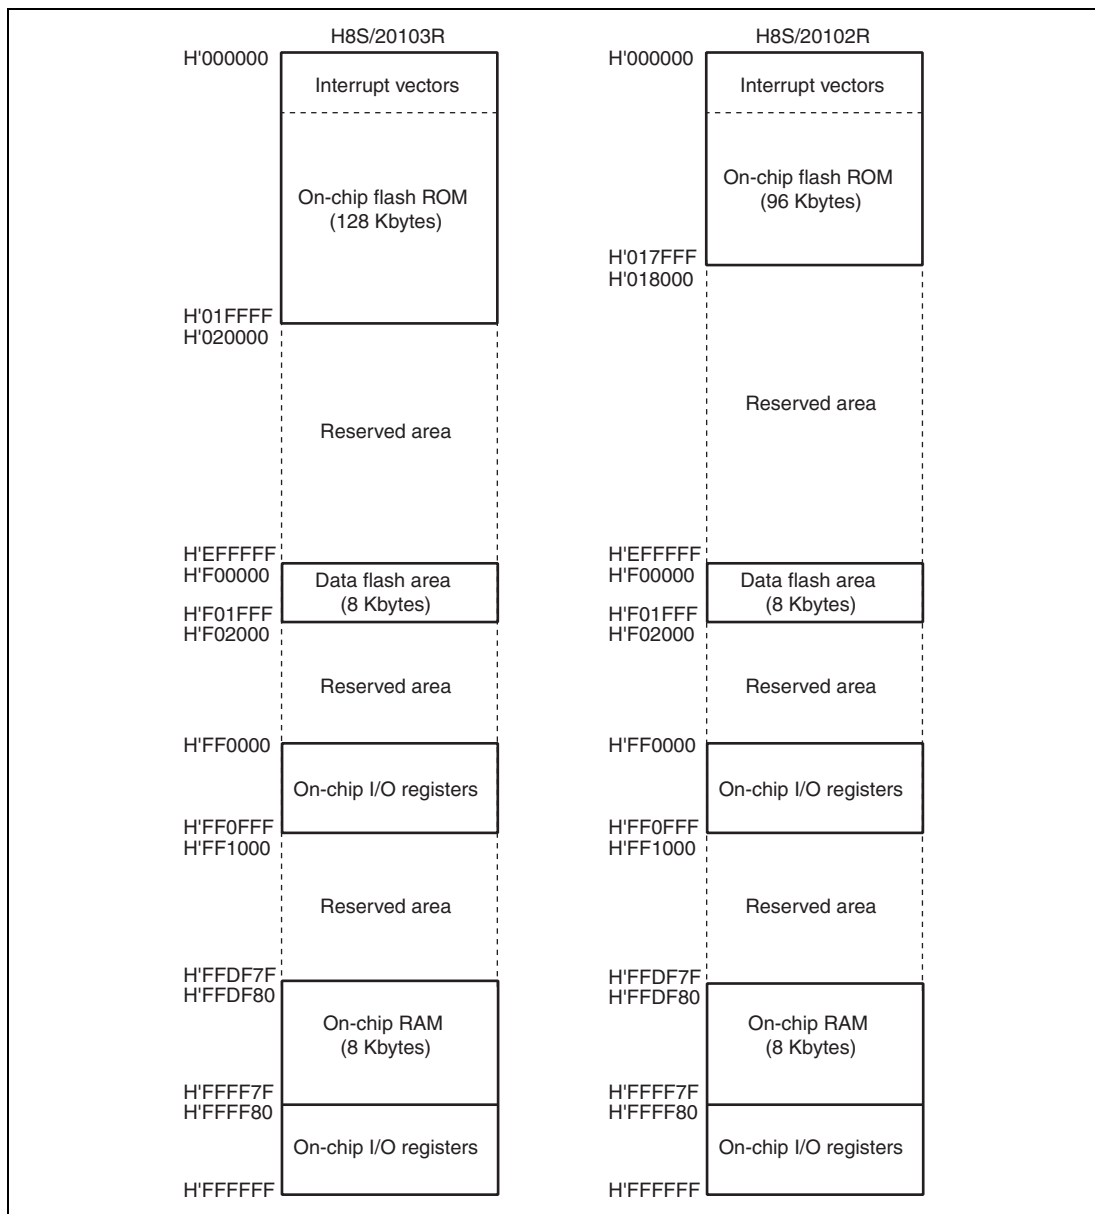 H8S/20103R
H'000000
Interrupt vectors
On-chip flash ROM
(128 Kbytes)
H'01FFFF
H'020000
Reserved area
H'EFFFFF
H'F00000
Data flash area
(8 Kbytes)
H'F01FFF
H'F02000
Reserved area
H'FF0000
On-chip I/O registers
H'FF0FFF
H'FF1000
Reserved area
H'FFDF7F
H'FFDF80
On-chip RAM
(8 Kbytes)
H'FFFF7F
H'FFFF80
On-chip I/O registers
H'FFFFFF
H8S/20102R
H'000000
Interrupt vectors
On-chip flash ROM
(96 Kbytes)
H'017FFF
H'018000
Reserved area
H'EFFFFF
H'F00000
Data flash area
(8 Kbytes)
H'F01FFF
H'F02000
Reserved area
H'FF0000
On-chip I/O registers
H'FF0FFF
H'FF1000
Reserved area
H'FFDF7F
H'FFDF80
On-chip RAM
(8 Kbytes)
H'FFFF7F
H'FFFF80
On-chip I/O registers
H'FFFFFF